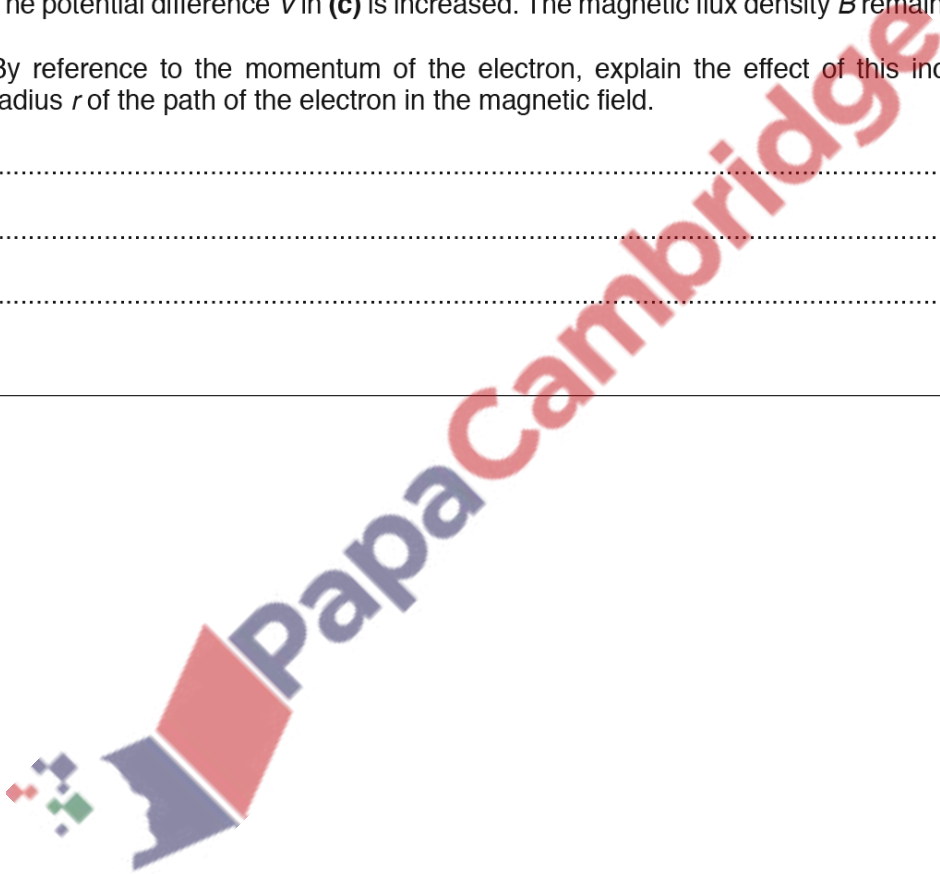 he potential difference V in (c) is increased. The magnetic flux density B remain
By reference to the momentum of the electron, explain the effect of this inc
adius r of the path of the electron in the magnetic field.
PapaCambridge